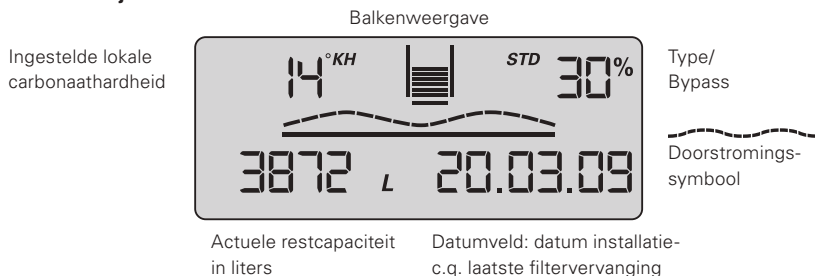 Balkenweergave
Ingestelde lokale
carbonaathardheid
14 °KH STD 30%
Type/
Bypass
Doorstromings-
symbool
3872 L 20.03.09
Actuele restcapaciteit
in liters
Datumveld: datum installatie-
c.q. laatste filtervervanging